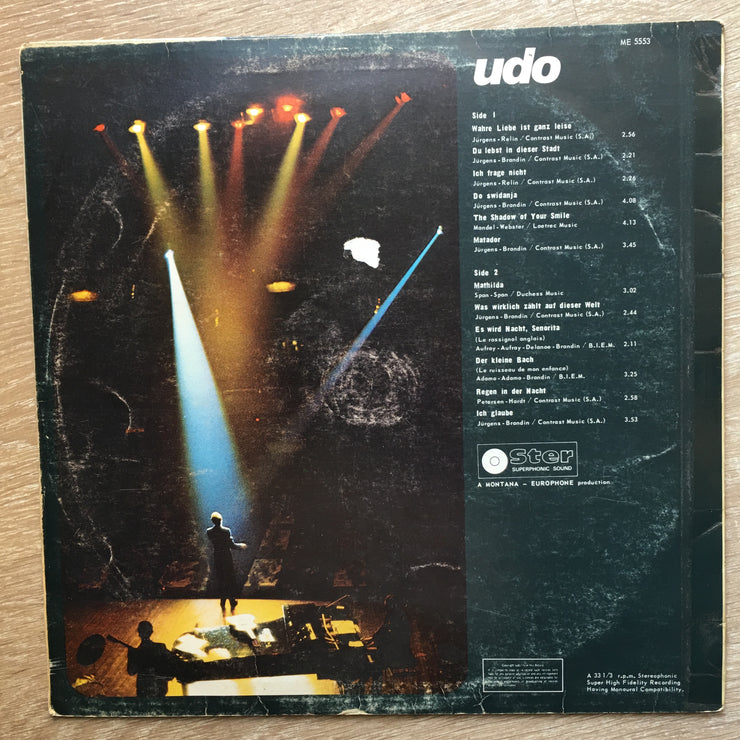 ME 5553
udo
Side 1
Wahre Liebe ist ganz leise
Jürgens-Relin / Contrast Music (S.A.) 2.56
Du lebst in dieser Stadt
Jürgens-Brandin / Contrast Music (S.A.) 2.21
Ich frage nicht
Jürgens-Relin / Contrast Music (S.A.) 2.26
Do swidanja
Jürgens-Brandin / Contrast Music (S.A.) 4.08
The Shadow of Your Smile
Mandel-Webster / Laetrec Music 4.13
Matador
Jürgens-Brandin / Contrast Music (S.A.) 3.45
Side 2
Mathilda
Span-Span / Duchess Music 3.02
Was wirklich zählt auf dieser Welt
Jürgens-Brandin / Contrast Music (S.A.) 2.44
Es wird Nacht, Senorita
(Le rossignol anglais)
Aufray-Aufray-Delanoe-Brandin / B.I.E.M. 2.11
Der kleine Bach
(Le ruisseau de mon enfance)
Adamo-Adamo-Brandin / B.I.E.M. 3.25
Regen in der Nacht
Petersen-Hardt / Contrast Music (S.A.) 2.58
Ich glaube
Jürgens-Brandin / Contrast Music (S.A.) 3.53
Ster
SUPERPHONIC SOUND
A MONTANA - EUROPHONE production
A 33 1/3 r.p.m. Stereophonic
Super High Fidelity Recording
Having Monaural Compatibility.